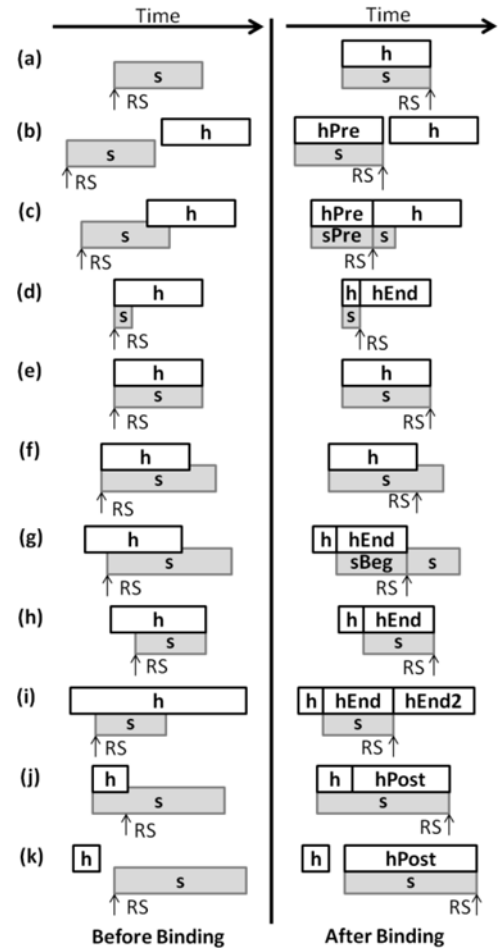 Time Time
(a) s RS h s RS
(b) s h RS hPre h s RS
(c) h s RS hPre h sPre s RS
(d) h s RS h hEnd s RS
(e) h s RS h s RS
(f) h s RS h s RS
(g) h s RS h hEnd sBeg s RS
(h) h s RS h hEnd s RS
(i) h s RS h hEnd hEnd2 s RS
(j) h s RS h hPost s RS
(k) h s RS h hPost s RS
Before Binding After Binding